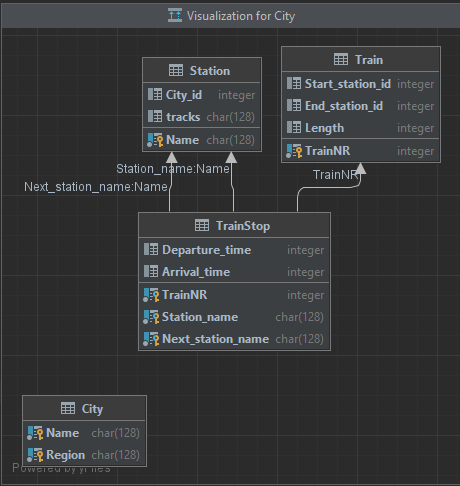 Visualization for City
Station
City_id integer
tracks char(128)
Name char(128)
Train
Start_station_id integer
End_station_id integer
Length integer
TrainNR integer
Station_name:Name
Next_station_name:Name
TrainNR
TrainStop
Departure_time integer
Arrival_time integer
TrainNR integer
Station_name char(128)
Next_station_name char(128)
City
Name char(128)
Region char(128)
Powered by yFiles